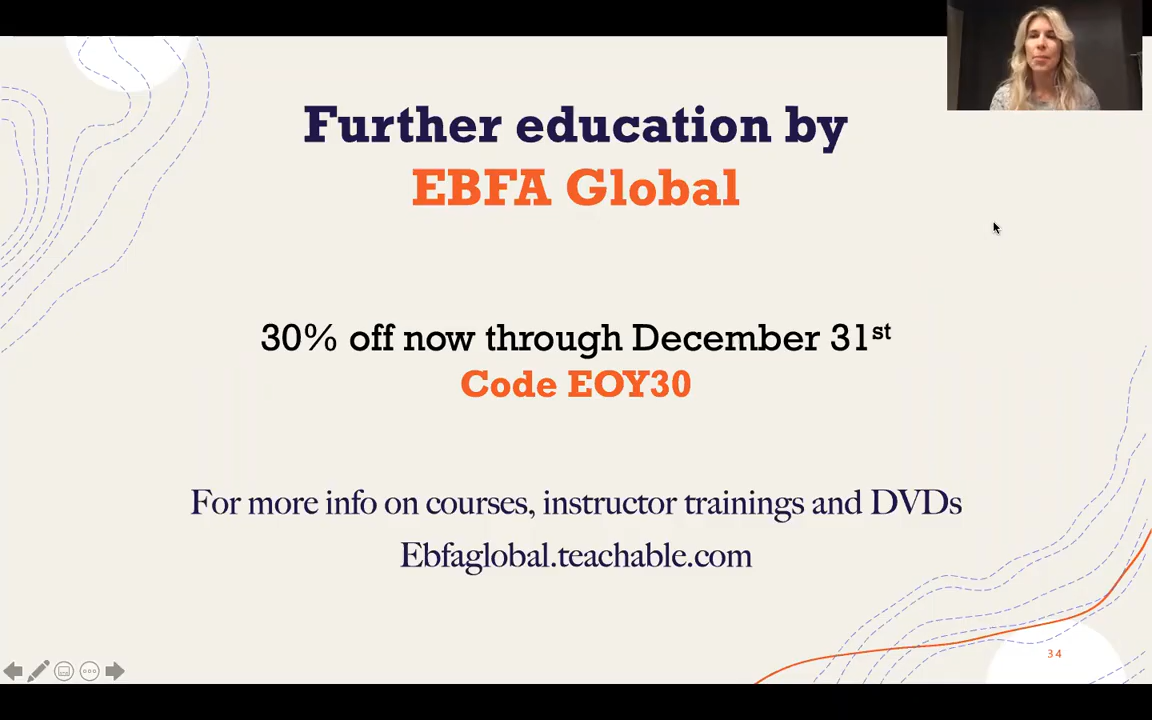 Further education by
EBFA Global
30% off now through December 31st
Code EOY30
For more info on courses, instructor trainings and DVDs
Ebfaglobal.teachable.com
34